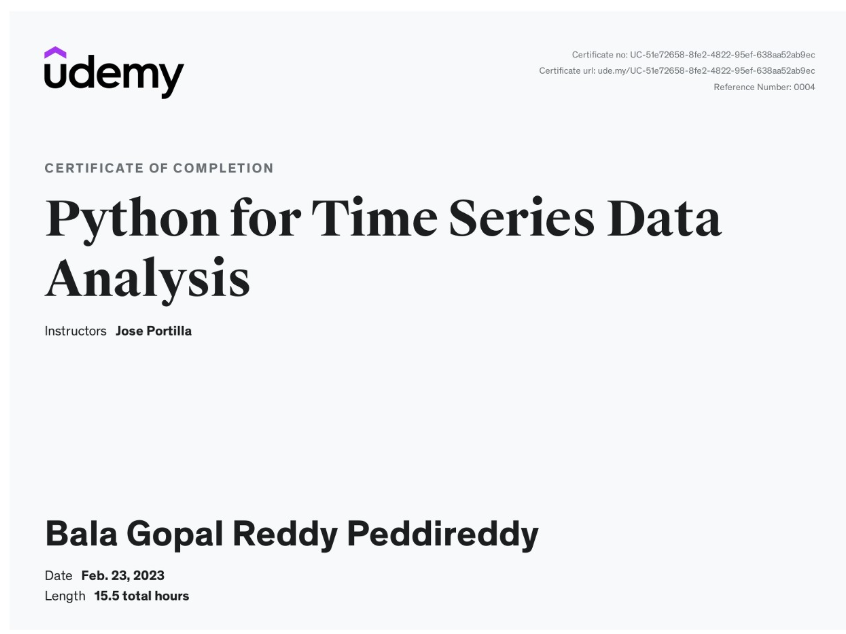 udemy
Certificate no: UC-51e72658-8fe2-4822-95ef-638aa52ab9ec
Certificate url: ude.my/UC-51e72658-8fe2-4822-95ef-638aa52ab9ec
Reference Number: 0004
CERTIFICATE OF COMPLETION
Python for Time Series Data
Analysis
Instructors Jose Portilla
Bala Gopal Reddy Peddireddy
Date Feb. 23, 2023
Length 15.5 total hours